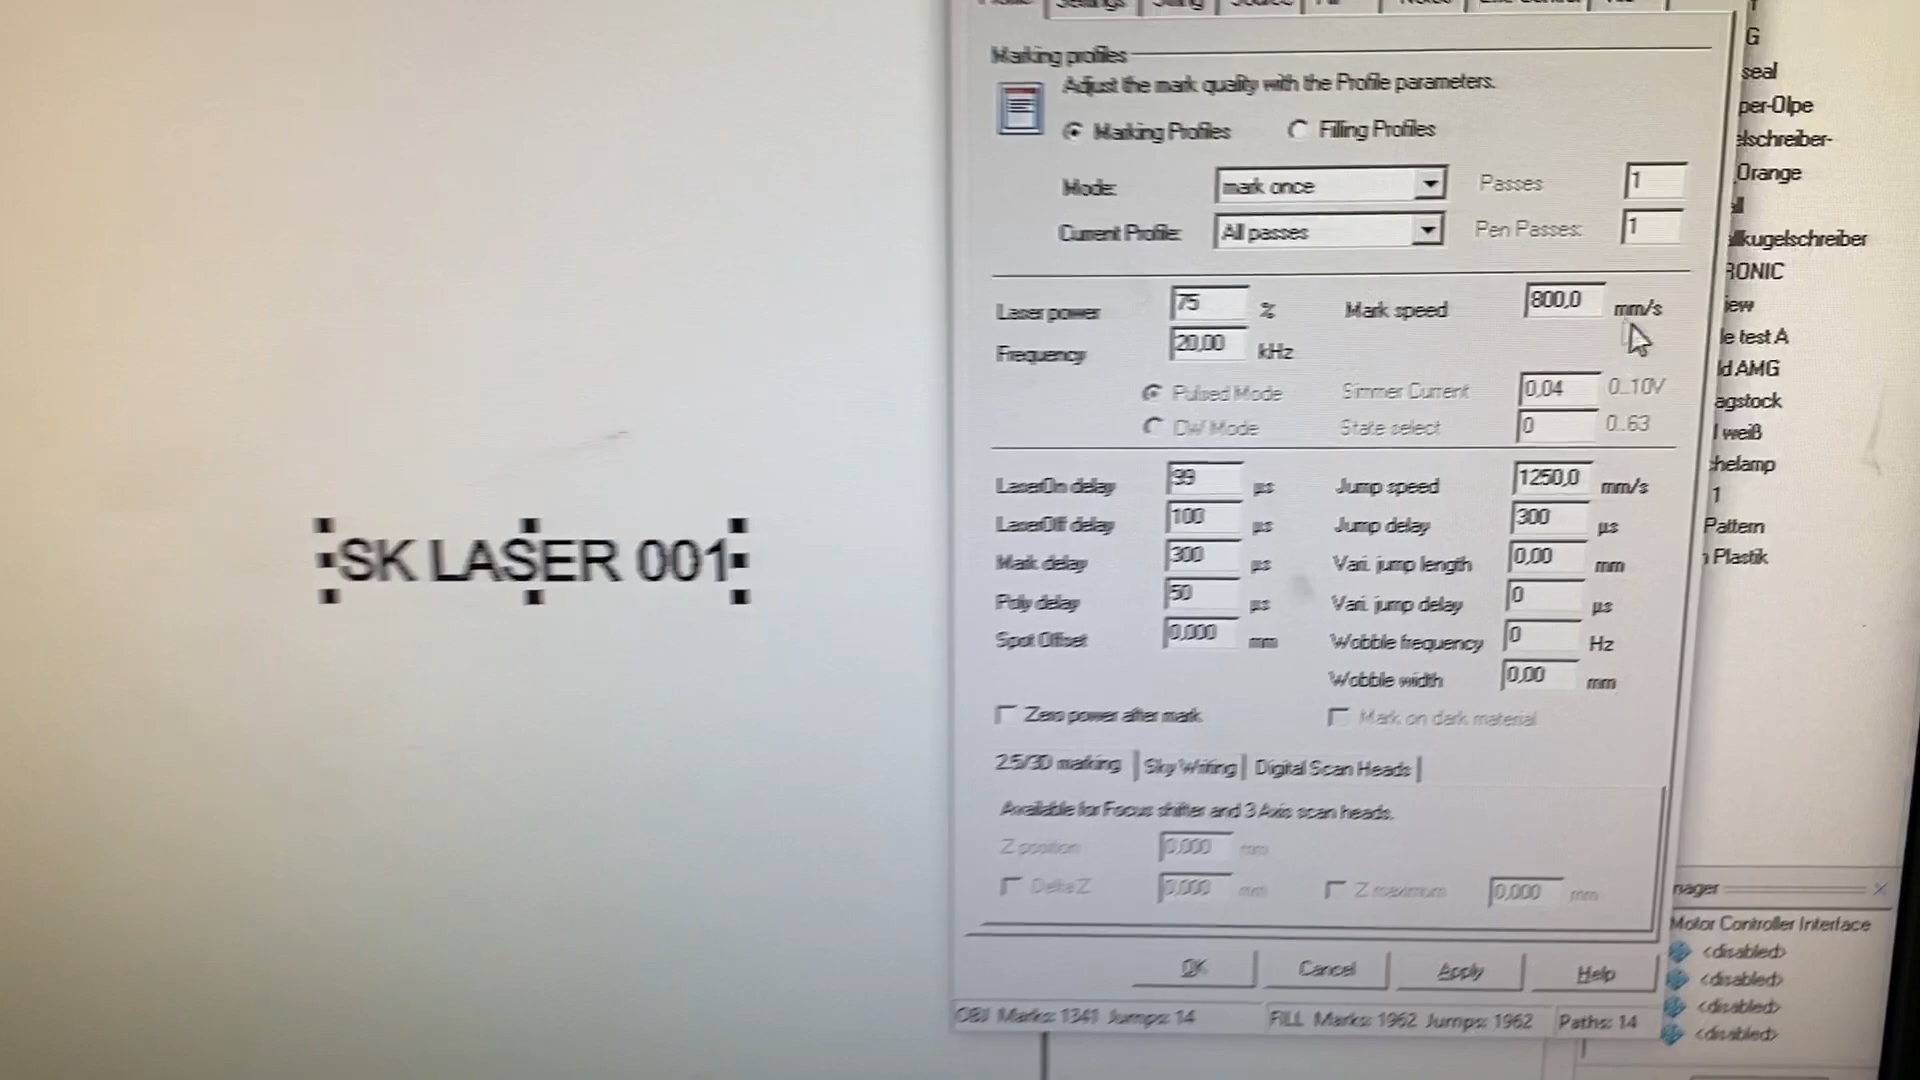 Settings
Marking profiles
Adjust the mark quality with the Profile parameters.
Marking Profiles
Filling Profiles
Mode:
mark once
Passes
1
Current Profile:
All passes
Pen Passes:
1
Laser power
75
%
Mark speed
800,0
mm/s
Frequency
20,00
kHz
Pulsed Mode
Simmer Current
0,04
0..10V
CW Mode
State select
0
0..63
LaserOn delay
99
µs
Jump speed
1250,0
mm/s
LaserOff delay
100
µs
Jump delay
300
µs
Mark delay
300
µs
Vari. jump length
0,00
mm
Poly delay
50
µs
Vari. jump delay
0
µs
Spot Offset
0,000
mm
Wobble frequency
0
Hz
Wobble width
0,00
mm
Zero power after mark
Mark on dark material
2.5/3D marking
Sky Writing
Digital Scan Heads
Available for Focus shifter and 3 Axis scan heads.
Z position
0,000
mm
Delta Z
0,000
mm
Z maximum
0,000
mm
OK
Cancel
Apply
Help
OBJ Marks: 1341 Jumps: 14
FILL Marks: 1962 Jumps: 1962
Paths: 14
SK LASER 001
G
seal
per-Olpe
elschreiber-
Orange
all
llkugelschreiber
RONIC
iew
le test A
ld AMG
agstock
l weiß
chelamp
1
Pattern
n Plastik
nager
Motor Controller Interface
<disabled>
<disabled>
<disabled>
<disabled>